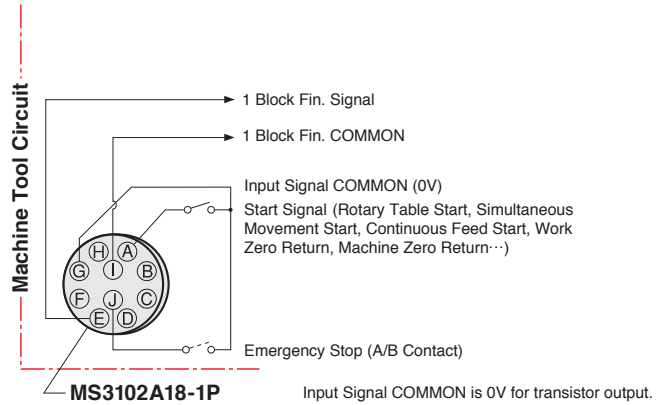 Machine Tool Circuit
1 Block Fin. Signal
1 Block Fin. COMMON
Input Signal COMMON (0V)
Start Signal (Rotary Table Start, Simultaneous
Movement Start, Continuous Feed Start, Work
Zero Return, Machine Zero Return⋯)
H A
G I B
F J C
E D
Emergency Stop (A/B Contact)
MS3102A18-1P
Input Signal COMMON is 0V for transistor output.